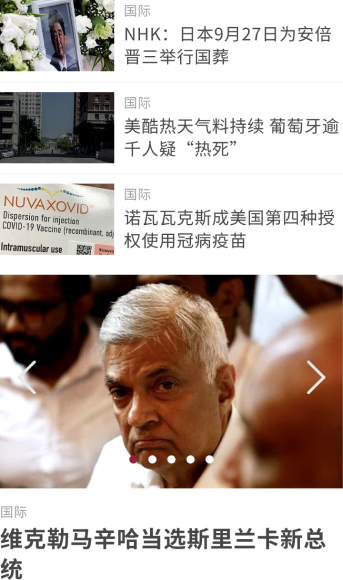 国际
NHK：日本9月27日为安倍
晋三举行国葬
国际
美酷热天气料持续 葡萄牙逾
千人疑“热死”
NUVAXOVID
Dispersion for injection
COVID-19 Vaccine (recombinant, adj
Intramuscular use
国际
诺瓦瓦克斯成美国第四种授
权使用冠病疫苗
国际
维克勒马辛哈当选斯里兰卡新总
统